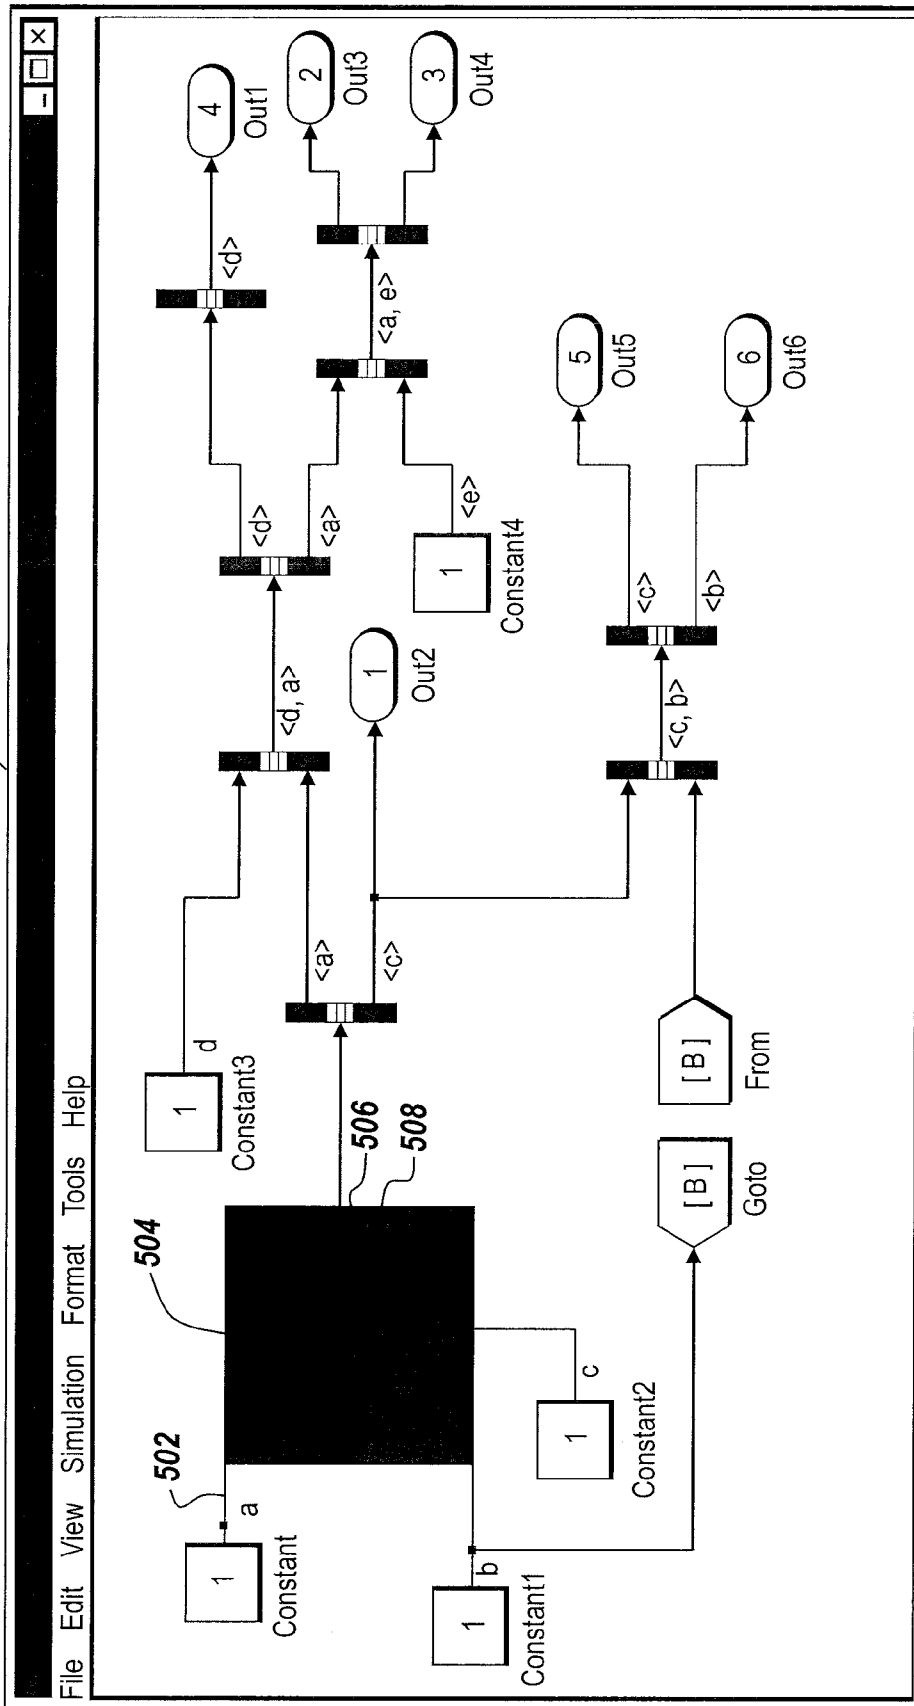 File Edit View Simulation Format Tools Help
1
Constant
a
502
504
506
508
1
Constant1
b
1
Constant2
c
1
Constant3
d
[B]
Goto
[B]
From
<a>
<c>
<d, a>
1
Out2
<d>
<a>
1
Constant4
<e>
<d>
4
Out1
<a, e>
2
Out3
3
Out4
<c, b>
<c>
<b>
5
Out5
6
Out6